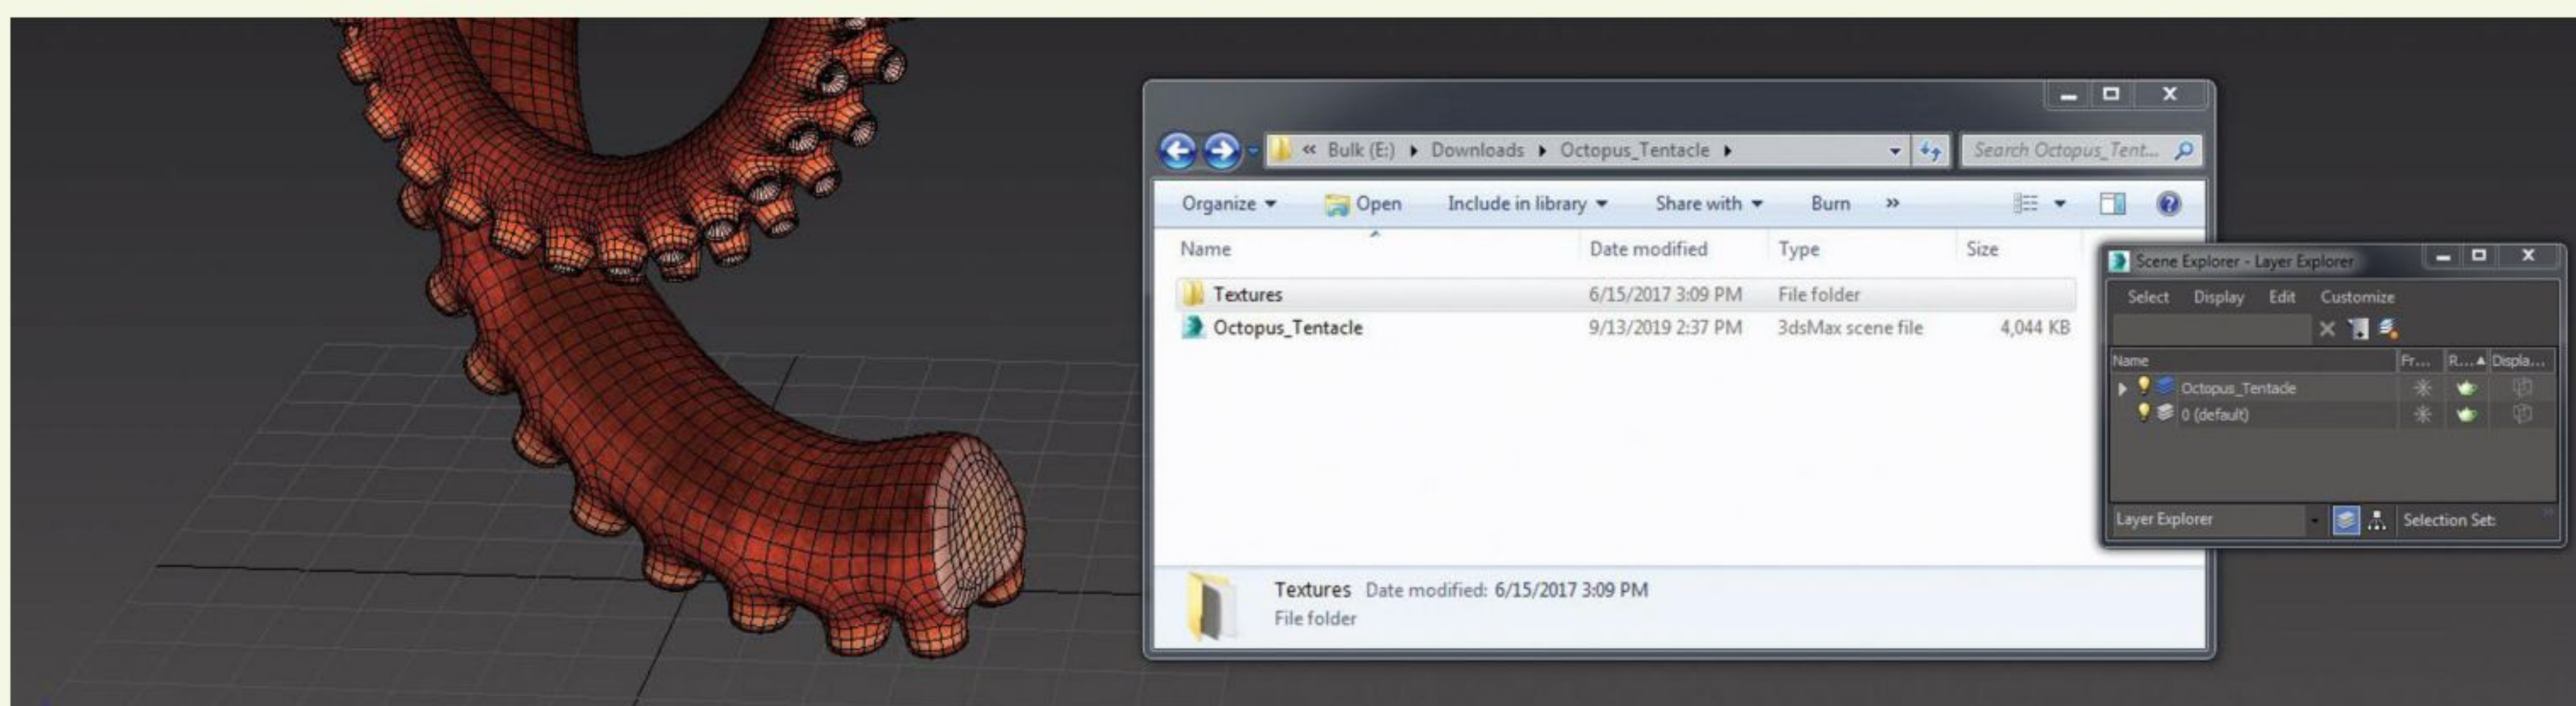 « Bulk (E:) Downloads Octopus_Tentacle
Search Octopus_Tent...
Organize Open Include in library Share with Burn »
Name Date modified Type Size
Textures 6/15/2017 3:09 PM File folder
Octopus_Tentacle 9/13/2019 2:37 PM 3dsMax scene file 4,044 KB
Textures Date modified: 6/15/2017 3:09 PM
File folder
Scene Explorer - Layer Explorer
Select Display Edit Customize
Name Fr... R... Displa...
Octopus_Tentacle
0 (default)
Layer Explorer Selection Set: